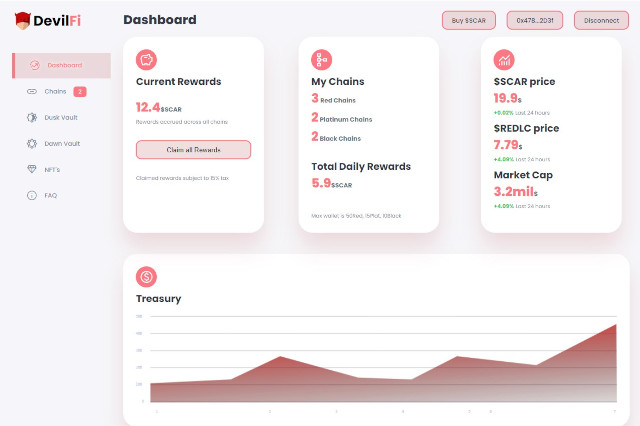 DevilFi
Dashboard
Buy $SCAR
0x478...203f
Disconnect
Dashboard
Chains 2
Dusk Vault
Dawn Vault
NFT's
FAQ
Current Rewards
12.4$SCAR
Rewards accrued across all chains
Claim all Rewards
Claimed rewards subject to 15% tax
My Chains
3 Red Chains
2 Platinum Chains
2 Black Chains
Total Daily Rewards
5.9$SCAR
Max wallet is 50Red, 15Plat, 10Black
$SCAR price
19.9$
+0.02% Last 24 hours
$REDLC price
7.79$
+4.09% Last 24 hours
Market Cap
3.2mil$
+4.09% Last 24 hours
Treasury